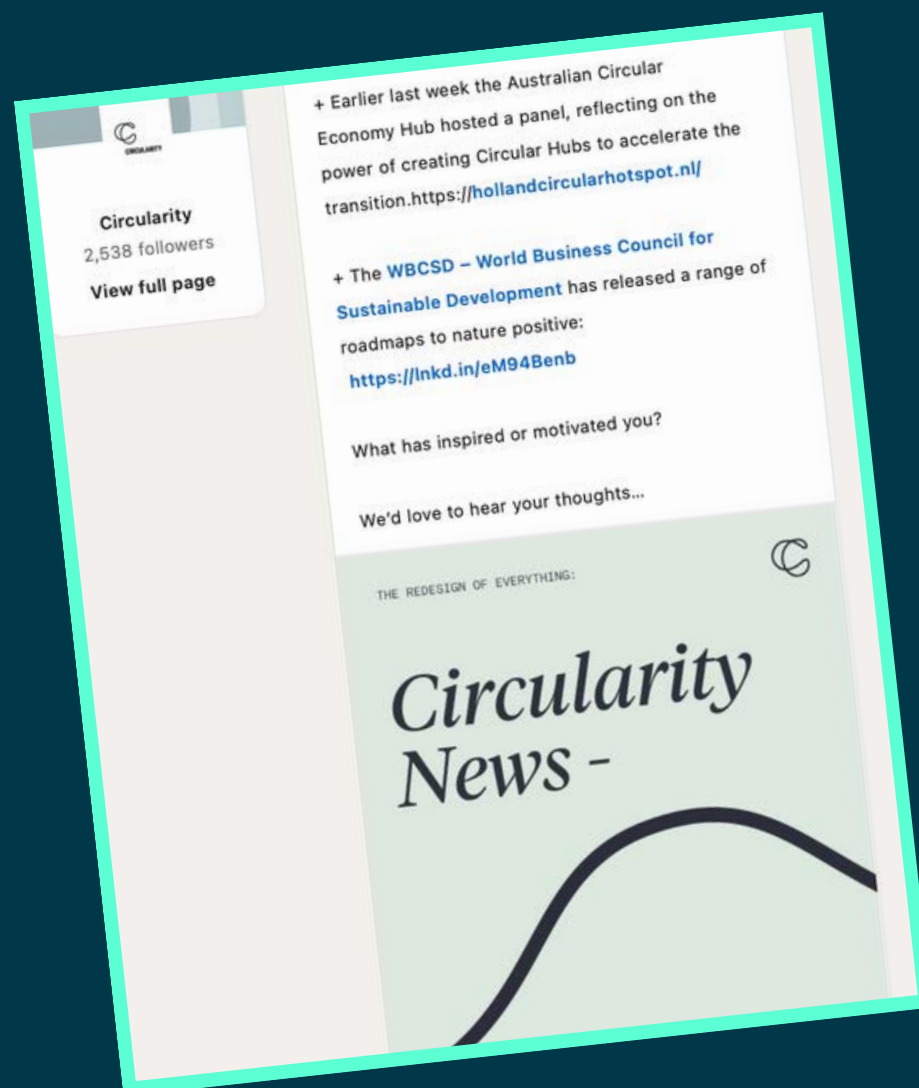 CIRCULARITY
Circularity
2,538 followers
View full page
+ Earlier last week the Australian Circular
Economy Hub hosted a panel, reflecting on the
power of creating Circular Hubs to accelerate the
transition.https://hollandcircularhotspot.nl/
+ The WBCSD – World Business Council for
Sustainable Development has released a range of
roadmaps to nature positive:
https://lnkd.in/eM94Benb
What has inspired or motivated you?
We'd love to hear your thoughts...
THE REDESIGN OF EVERYTHING:
Circularity
News -